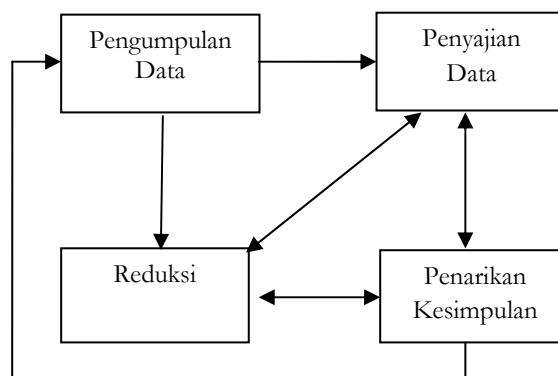 Pengumpulan
Data
Penyajian
Data
Reduksi
Penarikan
Kesimpulan